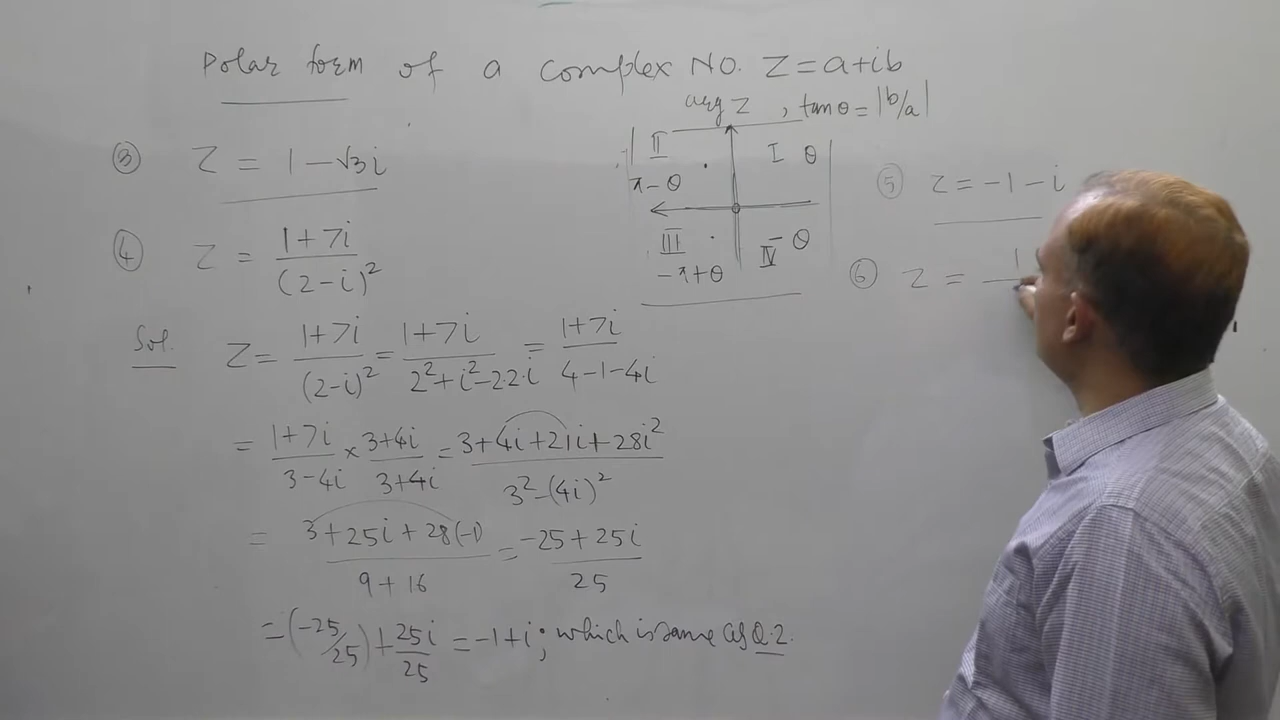 Polar form of a complex NO. Z = a+ib
arg Z , tanθ = |b/a|
③ Z = 1 − √3i
④ Z = 1+7i / (2−i)²
II π−θ
I θ
III −π+θ
IV −θ
⑤ Z = −1−i
⑥ Z = 1
Sol. Z = 1+7i / (2−i)² = 1+7i / 2²+i²−2.2.i = 1+7i / 4−1−4i
= 1+7i / 3−4i × 3+4i / 3+4i = 3+4i+21i+28i² / 3²−(4i)²
= 3+25i+28(−1) / 9+16 = −25+25i / 25
= (−25/25) + 25i / 25 = −1+i ; which is same as Q.2.